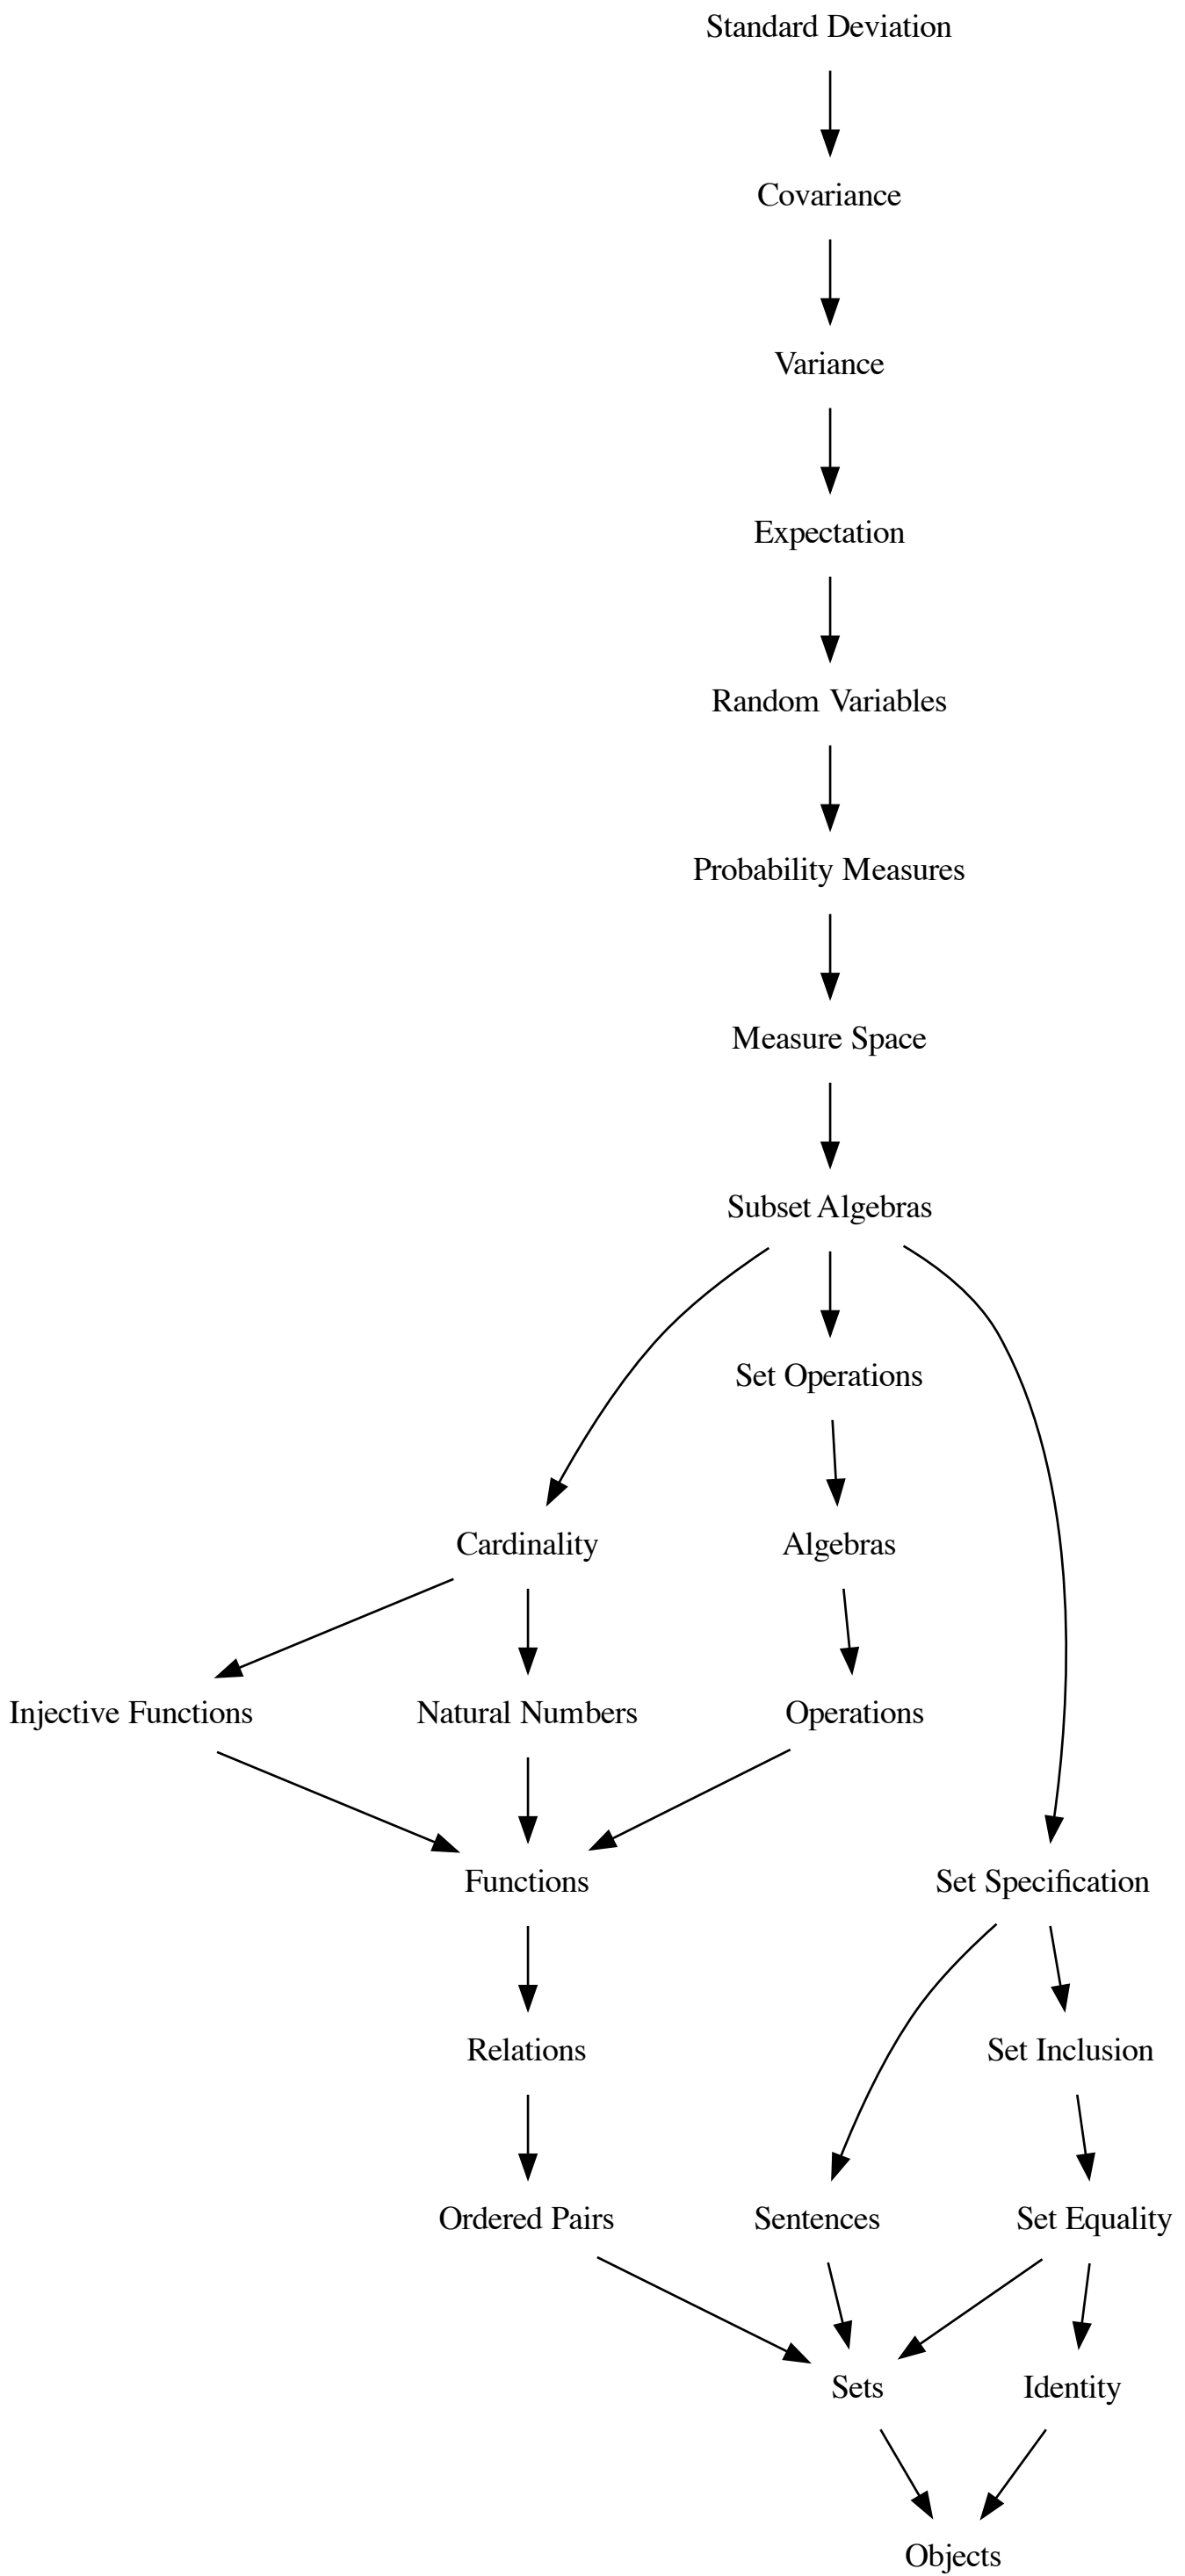 Standard Deviation
Covariance
Variance
Expectation
Random Variables
Probability Measures
Measure Space
Subset Algebras
Set Operations
Cardinality
Algebras
Injective Functions
Natural Numbers
Operations
Functions
Set Specification
Relations
Set Inclusion
Ordered Pairs
Sentences
Set Equality
Sets
Identity
Objects